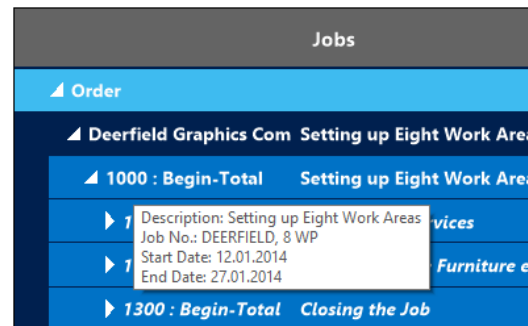 Jobs
Order
Deerfield Graphics Com Setting up Eight Work Area
1000 : Begin-Total Setting up Eight Work Area
1 vices
Description: Setting up Eight Work Areas
Job No.: DEERFIELD, 8 WP
Start Date: 12.01.2014
End Date: 27.01.2014
1 Furniture e
1300 : Begin-Total Closing the Job